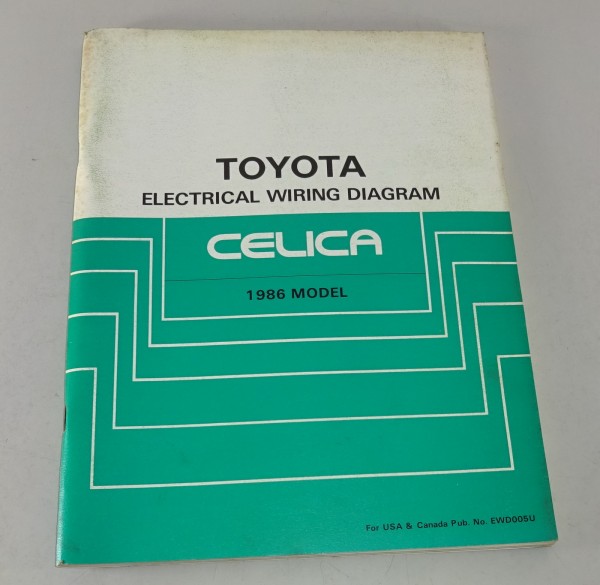 TOYOTA
ELECTRICAL WIRING DIAGRAM
CELICA
1986 MODEL
For USA & Canada Pub. No. EWD005U